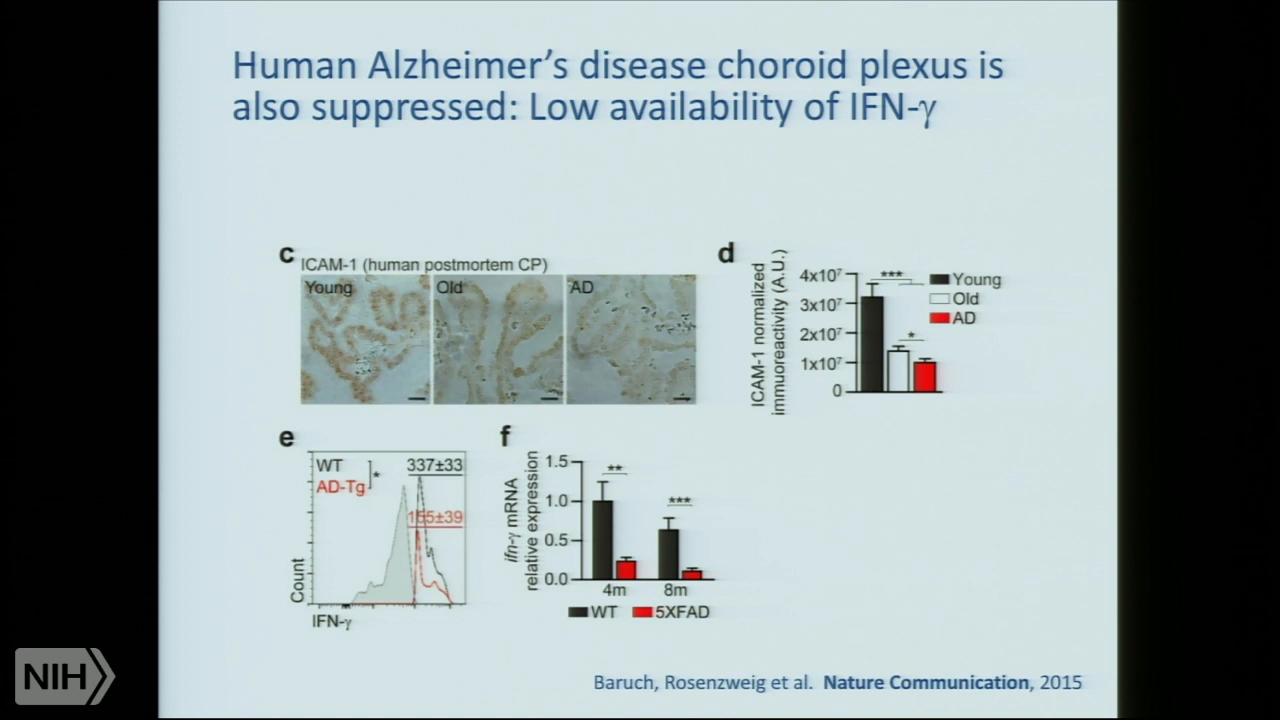 Human Alzheimer's disease choroid plexus is
also suppressed: Low availability of IFN-γ
c
ICAM-1 (human postmortem CP)
Young
Old
AD
d
ICAM-1 normalized
immuoreactivity (A.U.)
4x10⁷
3x10⁷
2x10⁷
1x10⁷
0
***
*
Young
Old
AD
e
WT
AD-Tg
*
337±33
155±39
Count
IFN-γ
f
ifn-γ mRNA
relative expression
1.5
1.0
0.5
0.0
**
***
4m
8m
WT
5XFAD
NIH
Baruch, Rosenzweig et al. Nature Communication, 2015